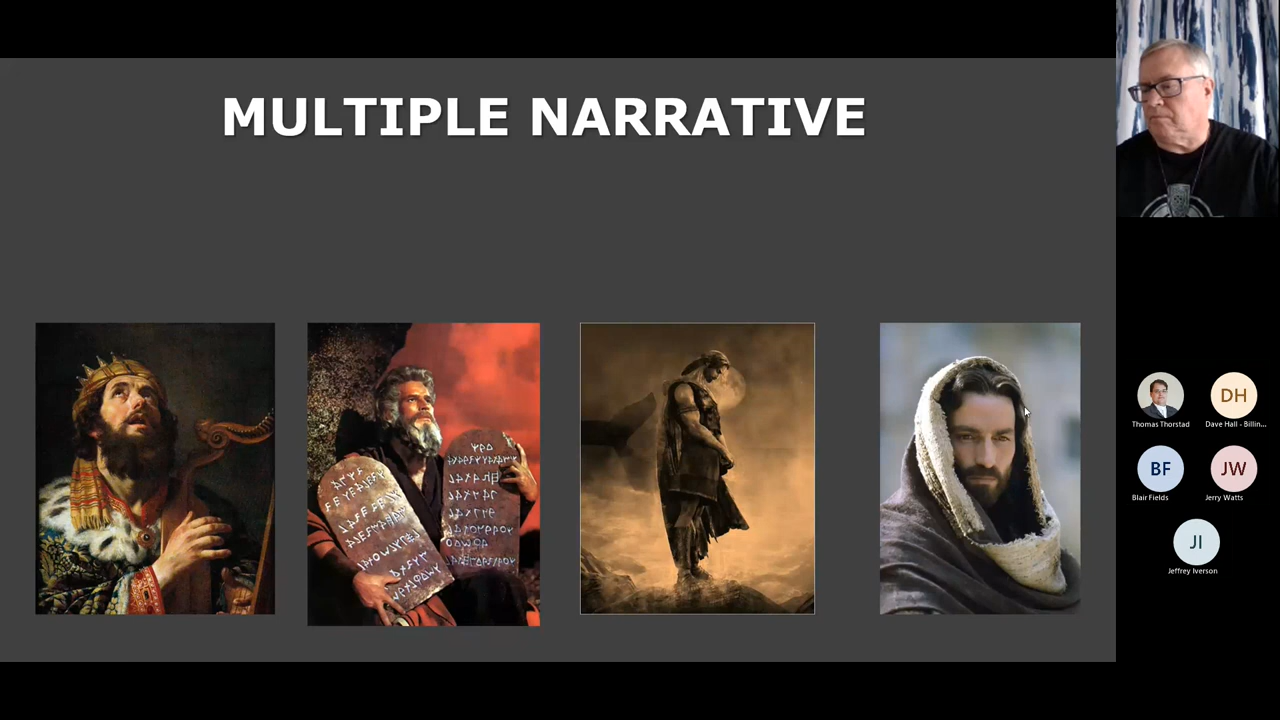 MULTIPLE NARRATIVE
Thomas Thorstad
Dave Hall - Billin...
DH
BF
JW
Blair Fields
Jerry Watts
JI
Jeffrey Iverson